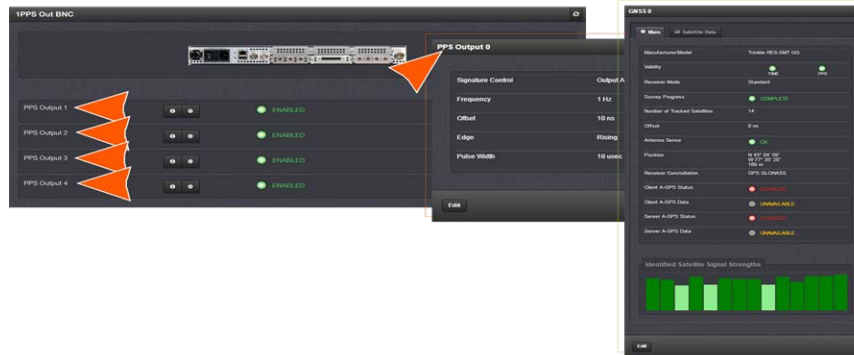 1PPS Out BNC
PPS Output 1
ENABLED
PPS Output 2
ENABLED
PPS Output 3
ENABLED
PPS Output 4
ENABLED
PPS Output 0
Signature Control Output A
Frequency 1 Hz
Offset 10 ns
Edge Rising
Pulse Width 10 usec
Edit
GNSS 0
Main Satellite Data
Manufacturer/Model Trimble RES-SMT GG
Validity TIME PPS
Receiver Mode Standard
Survey Progress COMPLETE
Number of Tracked Satellites 14
Offset 0 ns
Antenna Sense OK
Position N 43° W 77°
Receiver Constellation GPS GLONASS
Client A-GPS Status DISABLED
Client A-GPS Data UNAVAILABLE
Server A-GPS Status DISABLED
Server A-GPS Data UNAVAILABLE
Identified Satellite Signal Strengths
Edit